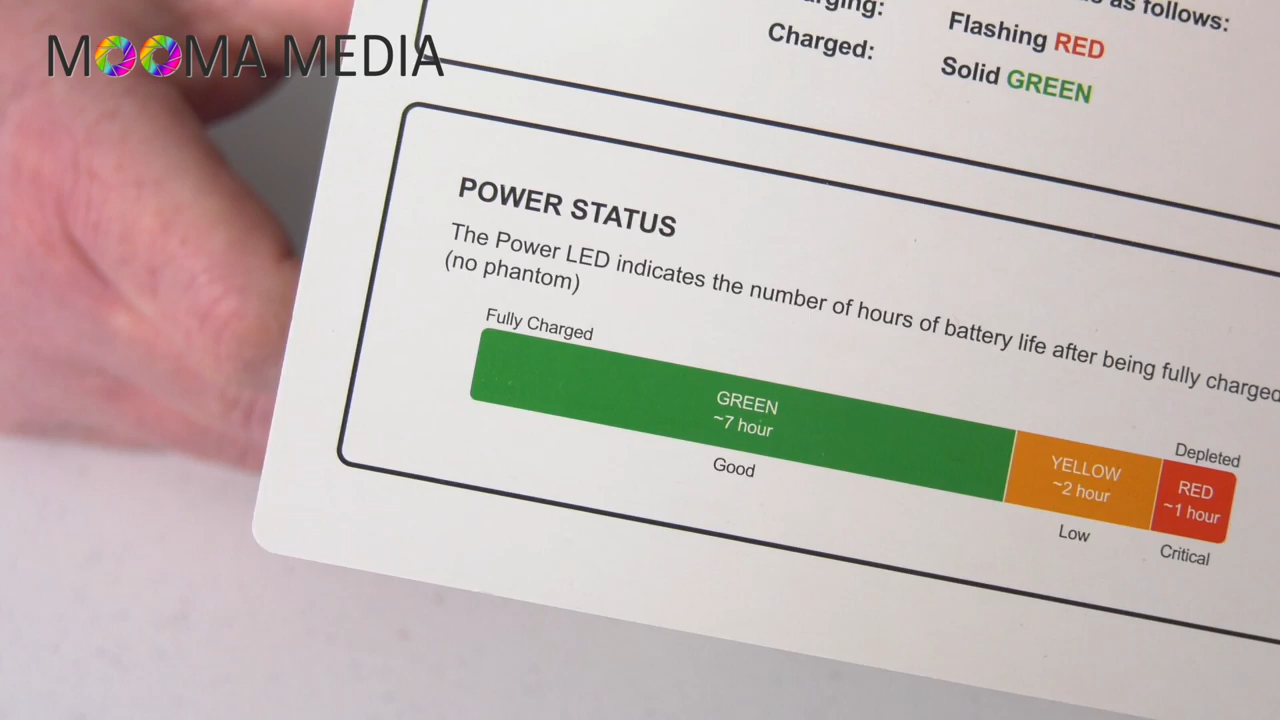 MOOMA MEDIA
as follows:
Flashing RED
Charged:
Solid GREEN
POWER STATUS
The Power LED indicates the number of hours of battery life after being fully charged
(no phantom)
Fully Charged
GREEN
~7 hour
Good
YELLOW
~2 hour
Low
Depleted
RED
~1 hour
Critical